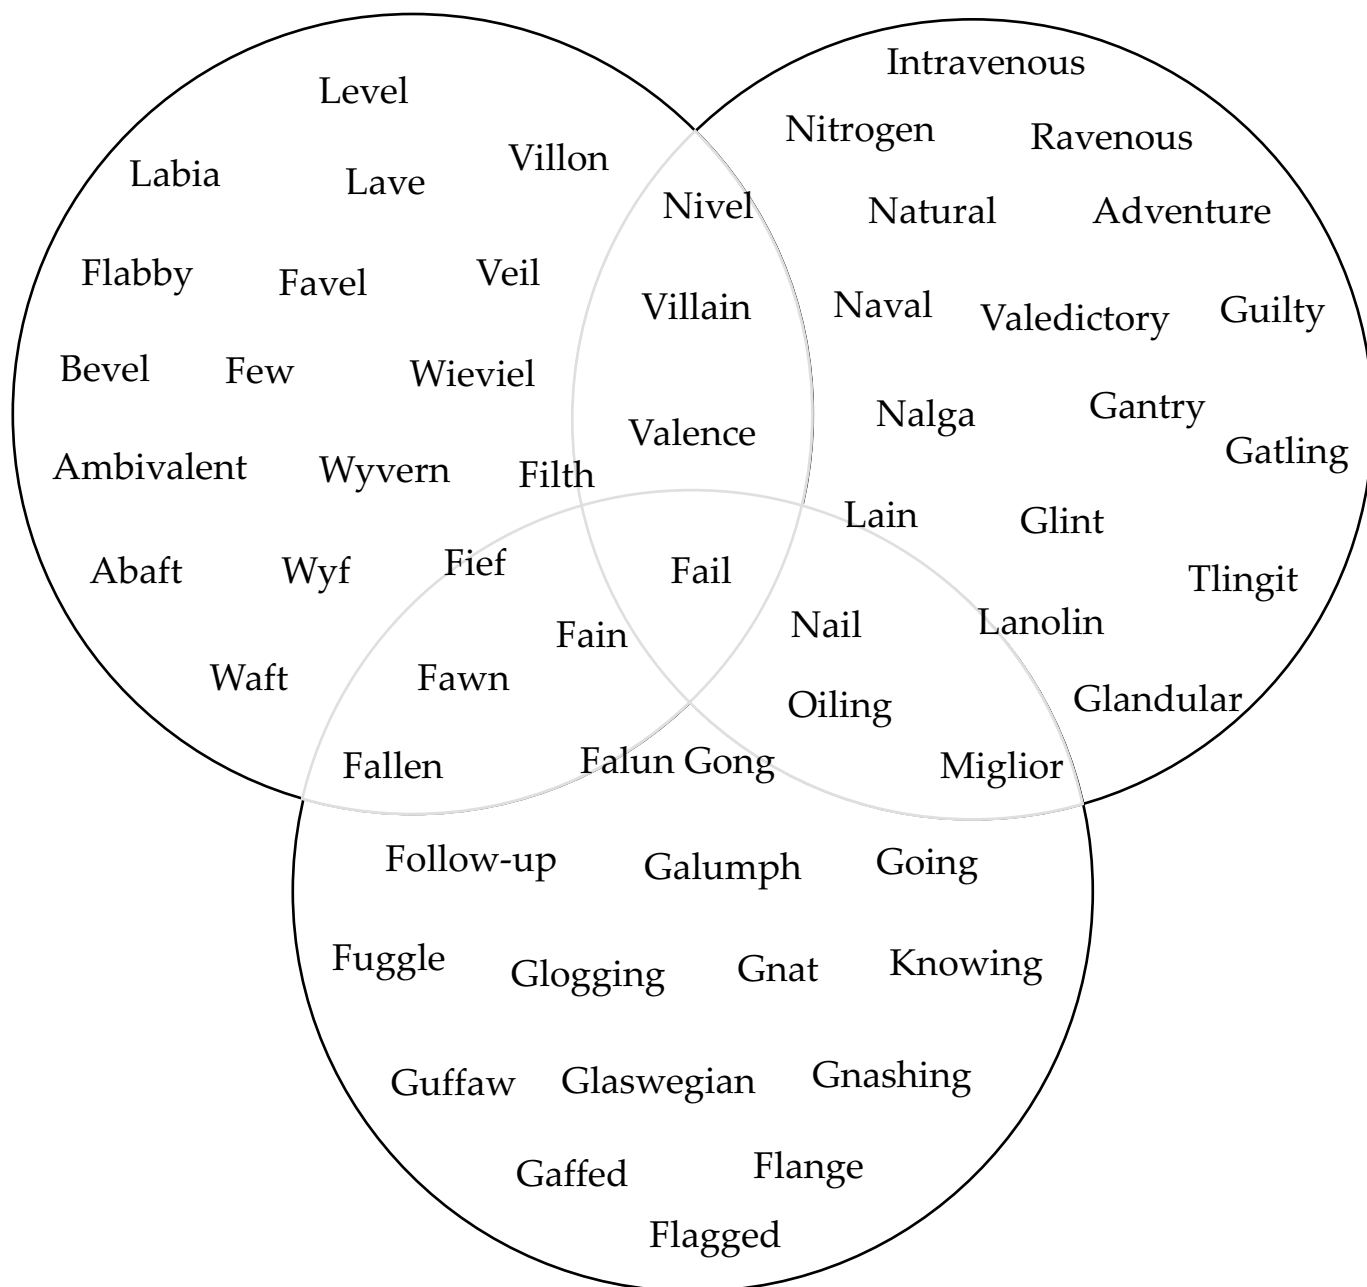 Intravenous
Level
Nitrogen
Ravenous
Villon
Labia
Lave
Nivel
Natural
Adventure
Flabby
Favel
Veil
Villain
Naval
Valedictory
Guilty
Bevel
Few
Wieviel
Valence
Nalga
Gantry
Gatling
Ambivalent
Wyvern
Filth
Lain
Glint
Abaft
Wyf
Fief
Fail
Tlingit
Fain
Nail
Lanolin
Waft
Fawn
Oiling
Glandular
Fallen
Falun Gong
Miglior
Follow-up
Galumph
Going
Fuggle
Glogging
Gnat
Knowing
Guffaw
Glaswegian
Gnashing
Gaffed
Flange
Flagged